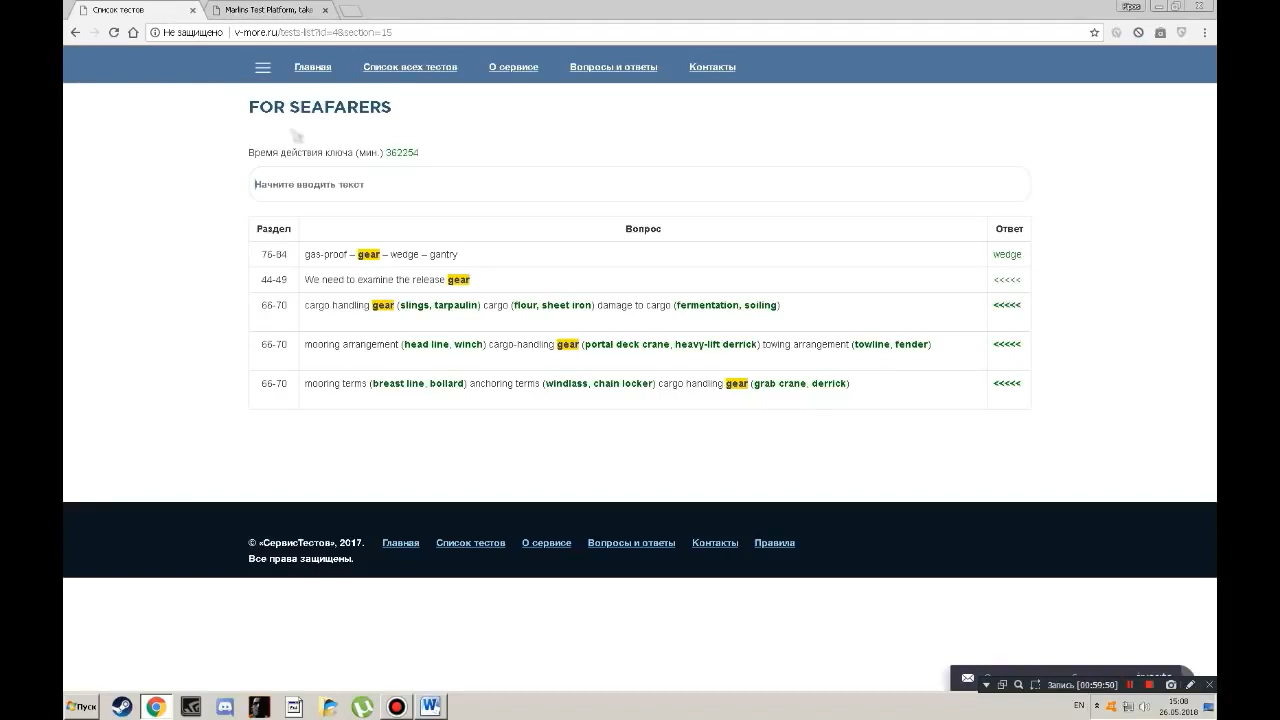 Список тестов
Marlins Test Platform, take
Не защищено
v-more.ru/tests-list?id=4&section=15
Главная Список всех тестов О сервисе Вопросы и ответы Контакты
FOR SEAFARERS
Время действия ключа (мин.) 362254
Начните вводить текст
Раздел Вопрос Ответ
76-84 gas-proof – gear – wedge – gantry wedge
44-49 We need to examine the release gear <<<<<
66-70 cargo handling gear (slings, tarpaulin) cargo (flour, sheet iron) damage to cargo (fermentation, soiling) <<<<<
66-70 mooring arrangement (head line, winch) cargo-handling gear (portal deck crane, heavy-lift derrick) towing arrangement (towline, fender) <<<<<
66-70 mooring terms (breast line, bollard) anchoring terms (windlass, chain locker) cargo handling gear (grab crane, derrick) <<<<<
© «СервисТестов», 2017. Главная Список тестов О сервисе Вопросы и ответы Контакты Правила
Все права защищены.
Запись [00:59:50]
Пуск
EN
15:08
26.05.2018